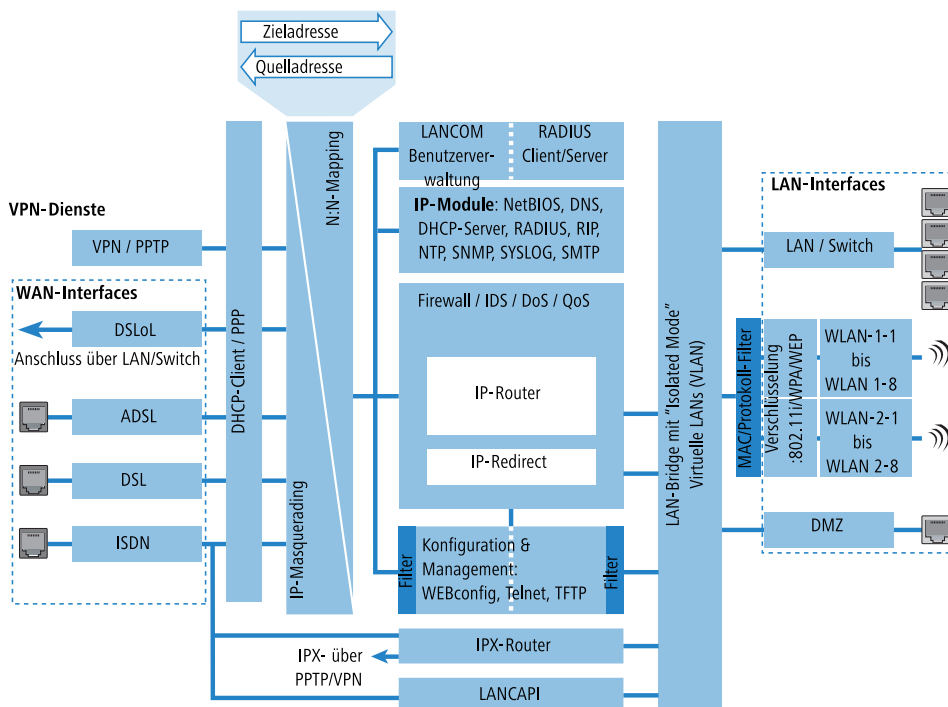 Zieladresse
Quelladresse
VPN-Dienste
VPN / PPTP
WAN-Interfaces
DSLoL
Anschluss über LAN/Switch
ADSL
DSL
ISDN
DHCP-Client / PPP
N:N-Mapping
IP-Masquerading
LANCOM
Benutzerver-
waltung
RADIUS
Client/Server
IP-Module: NetBIOS, DNS,
DHCP-Server, RADIUS, RIP,
NTP, SNMP, SYSLOG, SMTP
Firewall / IDS / DoS / QoS
IP-Router
IP-Redirect
Filter
Konfiguration &
Management:
WEBconfig, Telnet, TFTP
Filter
IPX-Router
IPX- über
PPTP/VPN
LANCAPI
LAN-Bridge mit "Isolated Mode"
Virtuelle LANs (VLAN)
LAN-Interfaces
LAN / Switch
MAC/Protokoll-Filter
Verschlüsselung
:802.11i/WPA/WEP
WLAN-1-1
bis
WLAN 1-8
WLAN-2-1
bis
WLAN 2-8
DMZ